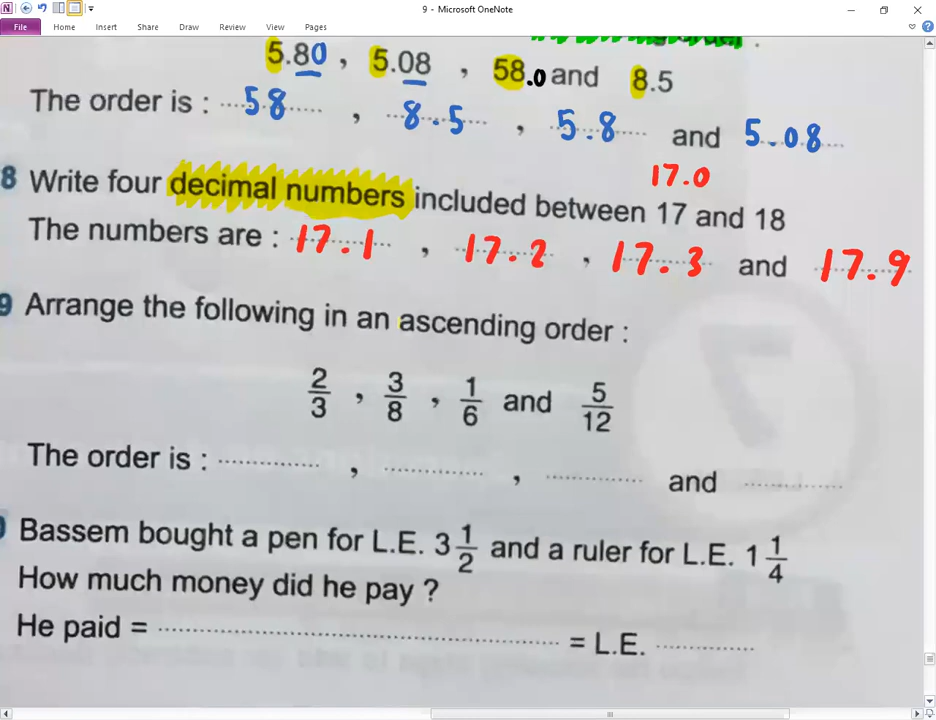 9 - Microsoft OneNote
File Home Insert Share Draw Review View Pages
5.80 , 5.08 , 58.0 and 8.5
The order is : 58 , 8.5 , 5.8 and 5.08
17.0
8 Write four decimal numbers included between 17 and 18
The numbers are : 17.1 , 17.2 , 17.3 and 17.9
9 Arrange the following in an ascending order :
2/3 , 3/8 , 1/6 and 5/12
The order is : .............. , .............. , .............. and ..............
Bassem bought a pen for L.E. 3 1/2 and a ruler for L.E. 1 1/4
How much money did he pay ?
He paid = .............................................. = L.E. ..............